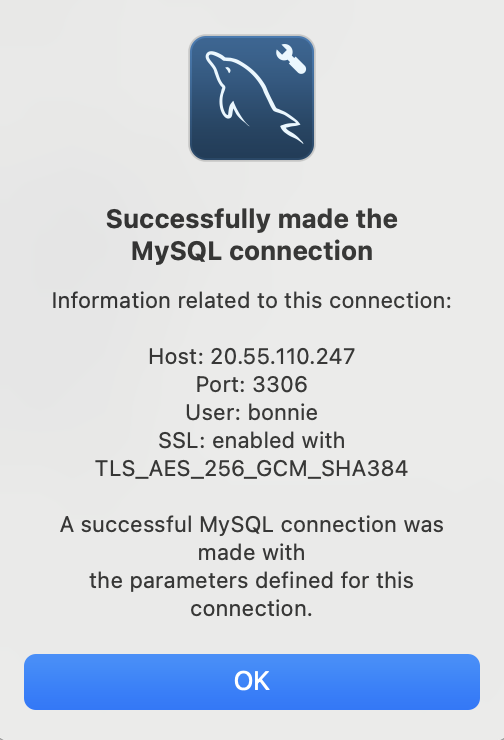 Successfully made the
MySQL connection
Information related to this connection:
Host: 20.55.110.247
Port: 3306
User: bonnie
SSL: enabled with
TLS_AES_256_GCM_SHA384
A successful MySQL connection was
made with
the parameters defined for this
connection.
OK